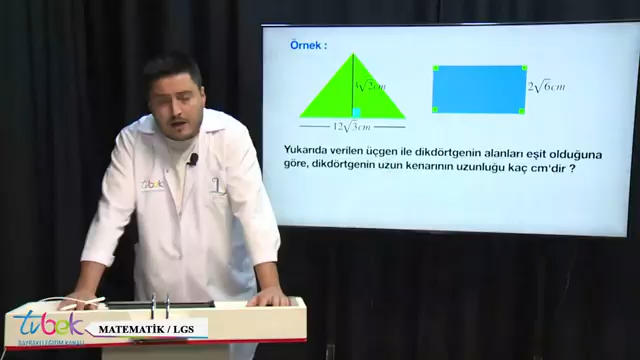 Örnek :
4√2cm
2√6cm
12√3cm
Yukarıda verilen üçgen ile dikdörtgenin alanları eşit olduğuna
göre, dikdörtgenin uzun kenarının uzunluğu kaç cm'dir ?
tvbek
tvbek
BAYRAKLI EĞİTİM KANALI
MATEMATİK / LGS